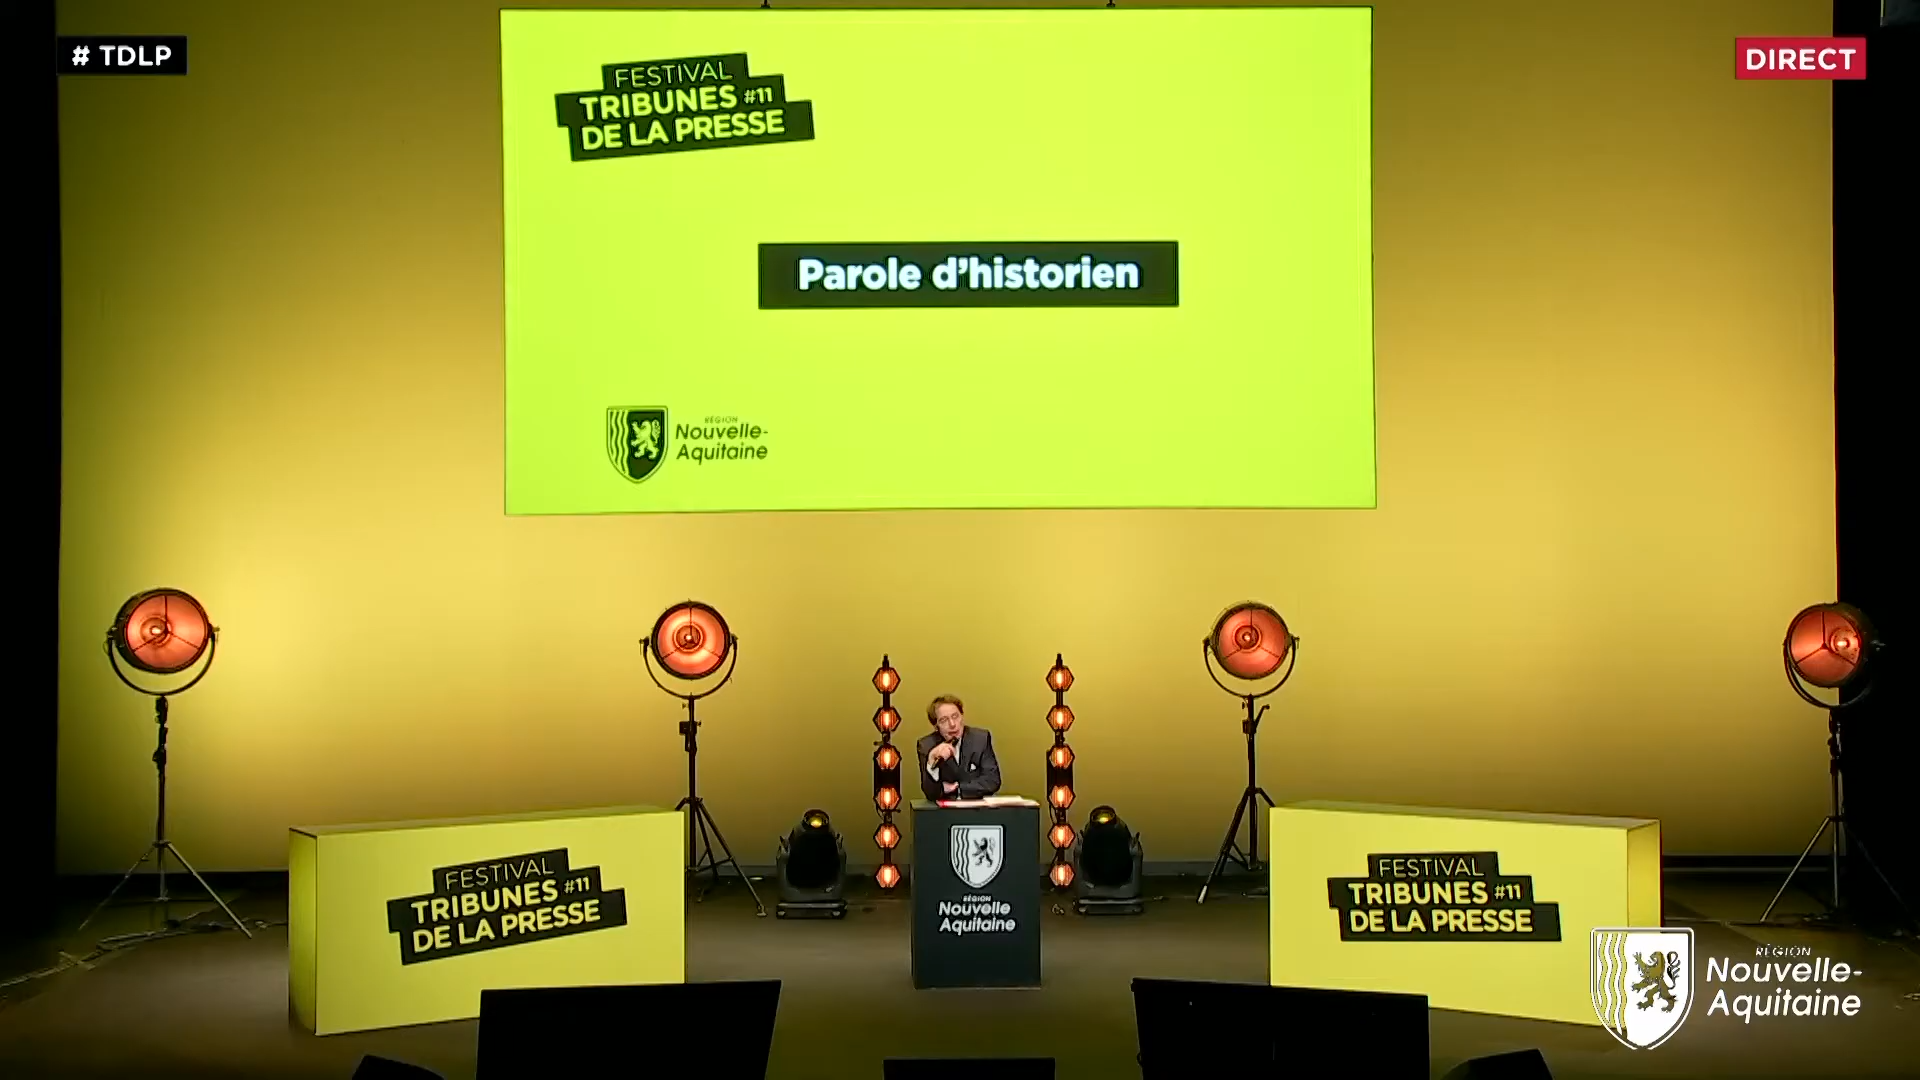 # TDLP
DIRECT
FESTIVAL
TRIBUNES #11
DE LA PRESSE
Parole d'historien
RÉGION
Nouvelle-
Aquitaine
FESTIVAL
TRIBUNES #11
DE LA PRESSE
RÉGION
Nouvelle
Aquitaine
FESTIVAL
TRIBUNES #11
DE LA PRESSE
RÉGION
Nouvelle-
Aquitaine